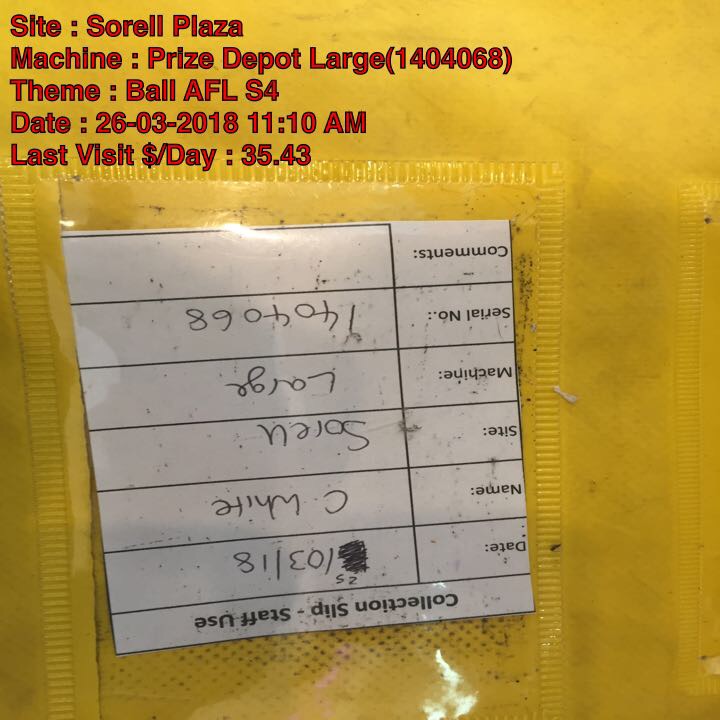 Site : Sorell Plaza
Machine : Prize Depot Large(1404068)
Theme : Ball AFL S4
Date : 26-03-2018 11:10 AM
Last Visit $/Day : 35.43
Collection Slip - Staff Use
Date: 25/03/18
Name: C White
Site: Sorell
Machine: Large
Serial No.: 1404068
Comments: